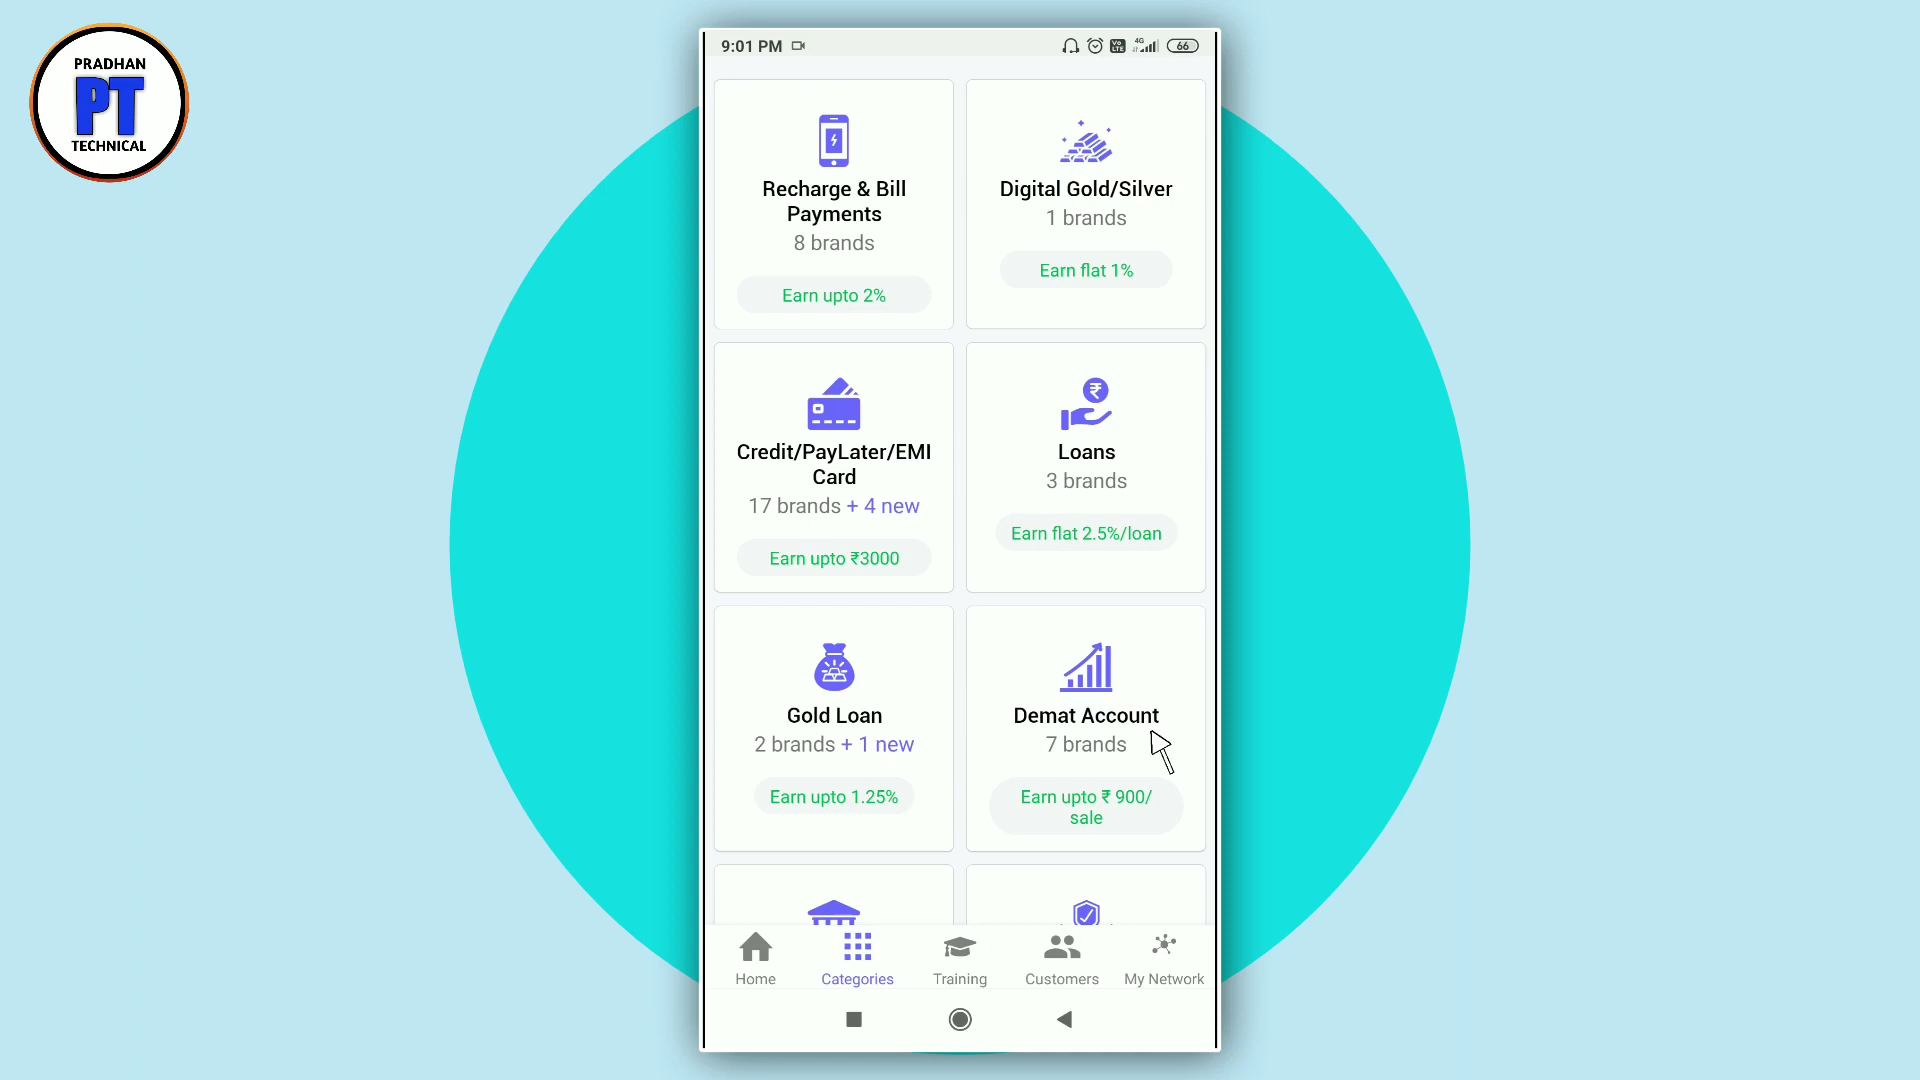 PRADHAN
PT
TECHNICAL
9:01 PM
Vo
LTE
4G
66
Recharge & Bill
Payments
8 brands
Earn upto 2%
Digital Gold/Silver
1 brands
Earn flat 1%
Credit/PayLater/EMI
Card
17 brands + 4 new
Earn upto ₹3000
Loans
3 brands
Earn flat 2.5%/loan
Gold Loan
2 brands + 1 new
Earn upto 1.25%
Demat Account
7 brands
Earn upto ₹ 900/
sale
Home
Categories
Training
Customers
My Network